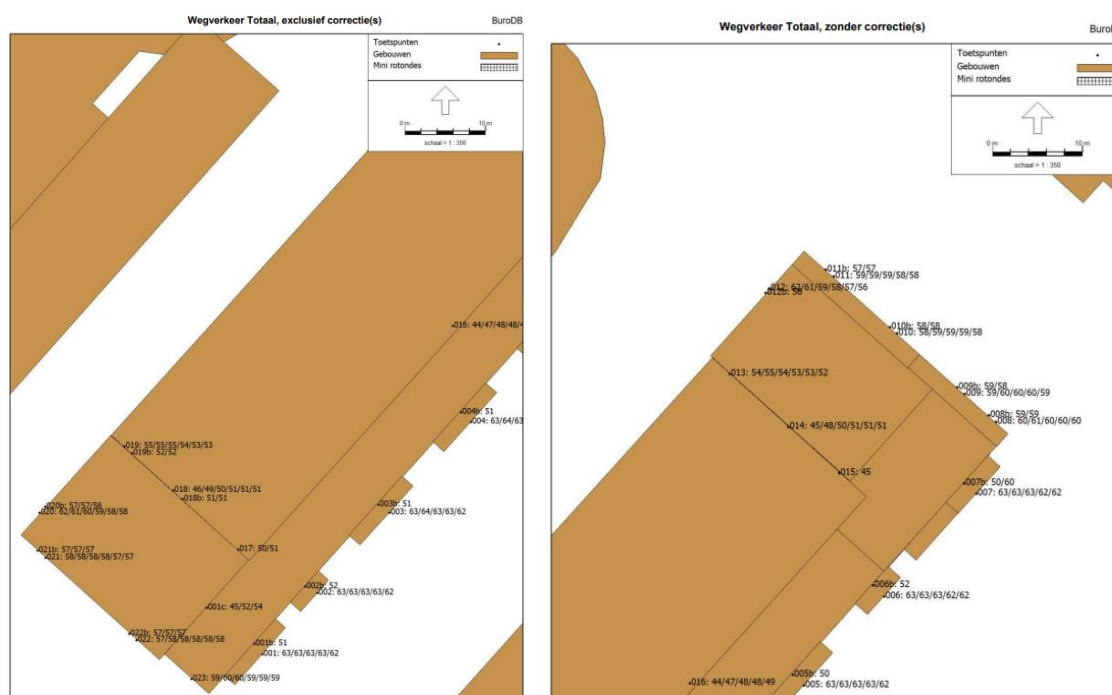 Wegverkeer Totaal, exclusief correctie(s)
BuroDB
Toetspunten
Gebouwen
Mini rotondes
0 m
10 m
schaal = 1 : 350
016: 44/47/48/48/4
004b: 51
004: 63/64/63
019: 55/55/55/54/53/53
019b: 52/52
018: 46/49/50/51/51/51
018b: 51/51
020b: 57/57/56
020: 62/61/60/59/58/58
003b: 51
003: 63/64/63/63/62
021b: 57/57/57
021: 58/58/58/58/57/57
017: 50/51
002b: 52
002: 63/63/63/63/62
001c: 45/52/54
022b: 57/57/57
022: 57/58/58/58/58/58
001b: 51
001: 63/63/63/63/62
023: 59/60/60/59/59/59
Wegverkeer Totaal, zonder correctie(s)
Buro
Toetspunten
Gebouwen
Mini rotondes
0 m
10 m
schaal = 1 : 350
011b: 57/57
011: 59/59/59/58/58
012: 62/61/59/58/57/56
012b: 56
010b: 58/58
010: 58/59/59/59/58
013: 54/55/54/53/53/52
009b: 59/58
009: 59/60/60/60/59
008b: 59/59
008: 60/61/60/60/60
014: 45/48/50/51/51/51
015: 45
007b: 50/60
007: 63/63/63/62/62
006b: 52
006: 63/63/63/62/62
005b: 50
005: 63/63/63/63/62
016: 44/47/48/48/49